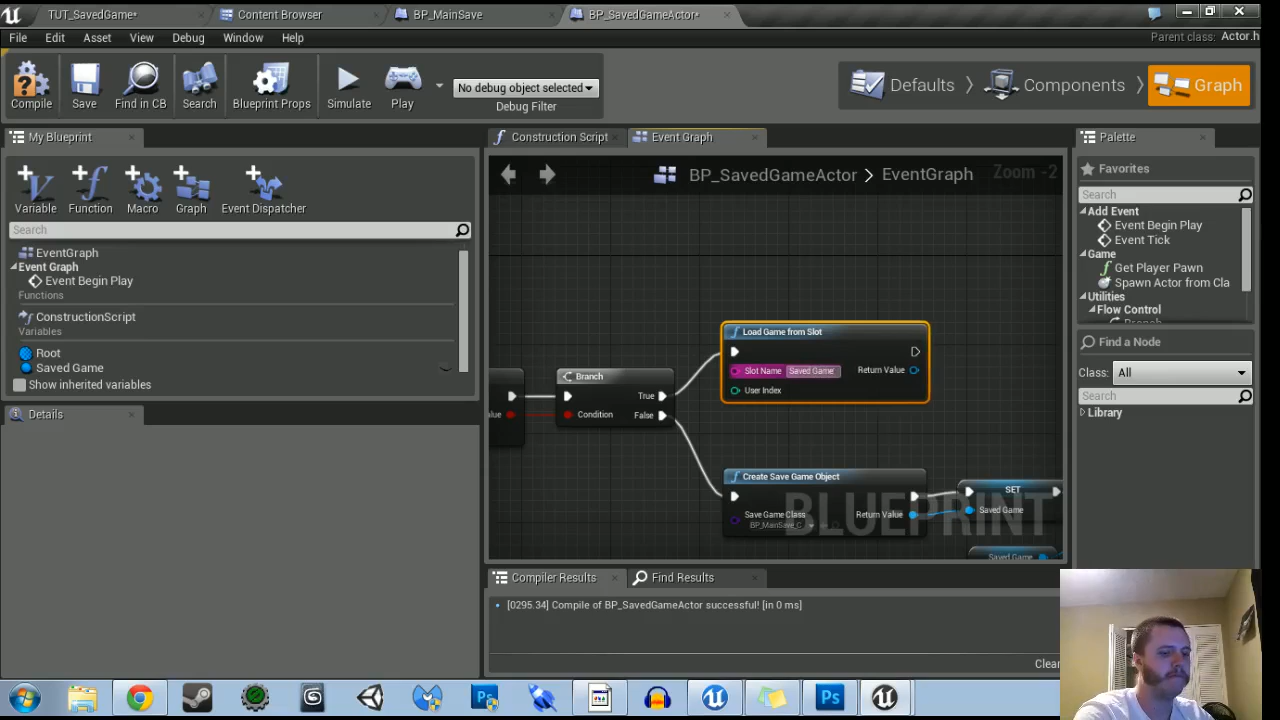 TUT_SavedGame*
Content Browser
BP_MainSave
BP_SavedGameActor*
File Edit Asset View Debug Window Help
Parent class: Actor.h
Compile
Save
Find in CB
Search
Blueprint Props
Simulate
Play
No debug object selected
Debug Filter
Defaults
Components
Graph
My Blueprint
Variable
Function
Macro
Graph
Event Dispatcher
Search
EventGraph
Event Graph
Event Begin Play
Functions
ConstructionScript
Root
Saved Game
Show inherited variables
Details
Construction Script
Event Graph
BP_SavedGameActor > EventGraph
Zoom -2
Load Game from Slot
Slot Name Saved Game
Return Value
User Index
Branch
True
Condition
False
Create Save Game Object
Save Game Class
BP_MainSave_C
Return Value
SET
Saved Game
Saved Game
BLUEPRINT
Compiler Results
Find Results
[0295.34] Compile of BP_SavedGameActor successful! [in 0 ms]
Clear
Palette
Favorites
Search
Add Event
Event Begin Play
Event Tick
Game
Get Player Pawn
Spawn Actor from Cla
Utilities
Flow Control
Branch
Find a Node
Class: All
Search
Library